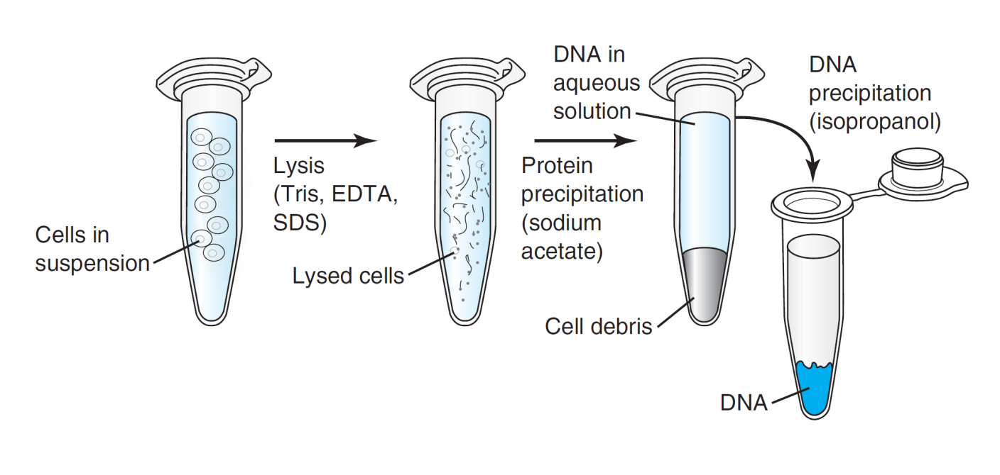 Cells in
suspension
Lysis
(Tris, EDTA,
SDS)
Lysed cells
Protein
precipitation
(sodium
acetate)
DNA in
aqueous
solution
Cell debris
DNA
precipitation
(isopropanol)
DNA